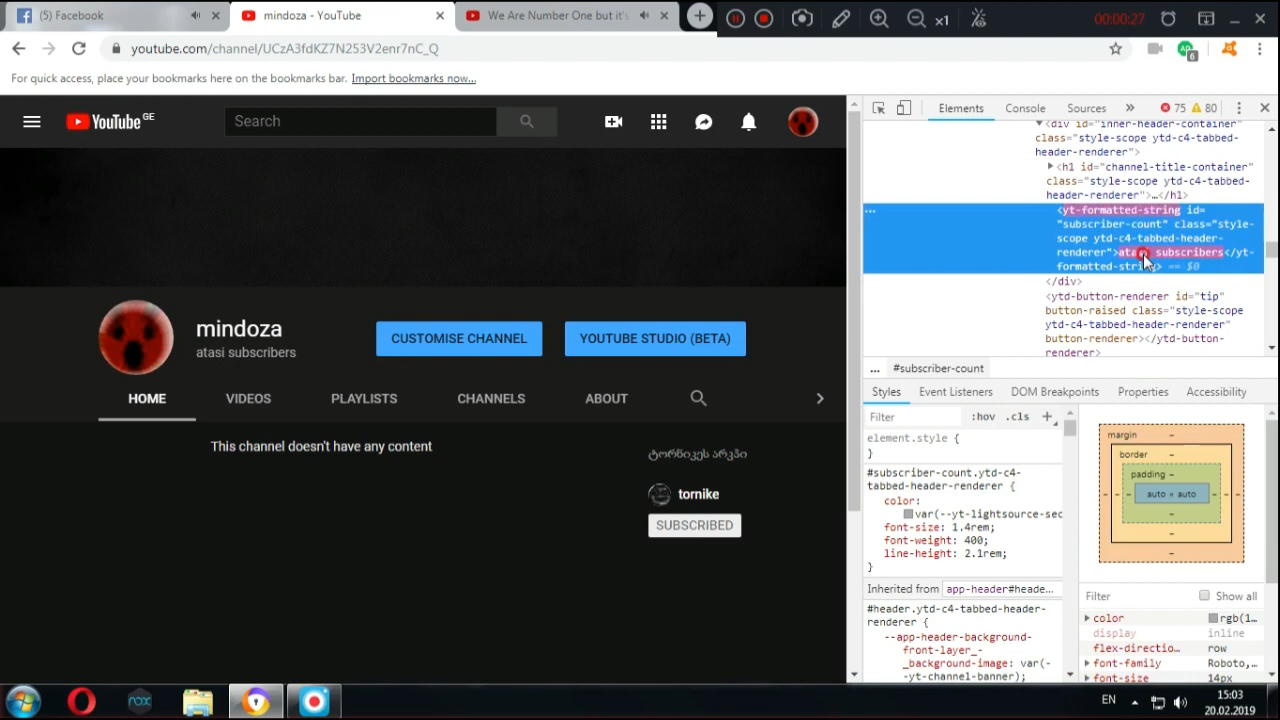 (5) Facebook
mindoza - YouTube
We Are Number One but it's
x1
00:00:27
youtube.com/channel/UCzA3fdKZ7N253V2enr7nC_Q
6
For quick access, place your bookmarks here on the bookmarks bar. Import bookmarks now...
YouTube GE
Search
mindoza
atasi subscribers
CUSTOMISE CHANNEL
YOUTUBE STUDIO (BETA)
HOME
VIDEOS
PLAYLISTS
CHANNELS
ABOUT
This channel doesn't have any content
ტორნიკეს არკპი
tornike
SUBSCRIBED
Elements
Console
Sources
»
75
80
<div id="inner-header-container"
class="style-scope ytd-c4-tabbed-
header-renderer">
<h1 id="channel-title-container"
class="style-scope ytd-c4-tabbed-
header-renderer">…</h1>
<yt-formatted-string id=
"subscriber-count" class="style-
scope ytd-c4-tabbed-header-
renderer">atasi subscribers</yt-
formatted-string> == $0
</div>
<ytd-button-renderer id="tip"
button-raised class="style-scope
ytd-c4-tabbed-header-renderer"
button-renderer></ytd-button-
renderer>
... #subscriber-count
Styles
Event Listeners
DOM Breakpoints
Properties
Accessibility
Filter
:hov
.cls
+
element.style {
}
#subscriber-count.ytd-c4-
tabbed-header-renderer {
color:
var(--yt-lightsource-sec
font-size: 1.4rem;
font-weight: 400;
line-height: 2.1rem;
}
Inherited from app-header#heade...
#header.ytd-c4-tabbed-header-
renderer {
--app-header-background-
front-layer_-
_background-image: var(-
-yt-channel-banner);
margin
–
border
–
padding
–
auto × auto
–
–
–
Filter
Show all
color
rgb(1...
display
inline
flex-directio...
row
font-family
Roboto,...
font-size
14px
EN
15:03
20.02.2019